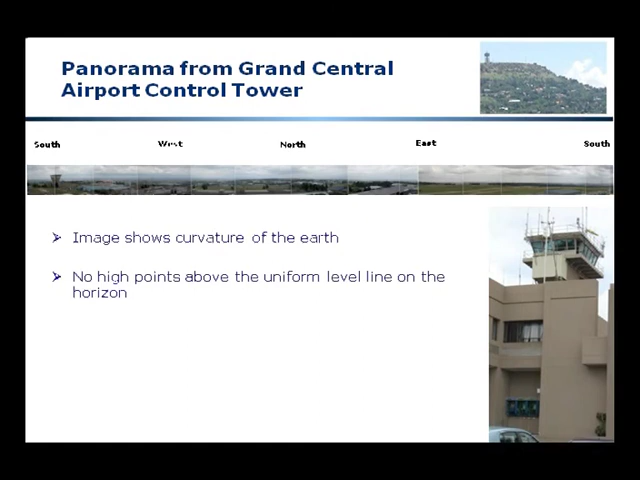 Panorama from Grand Central
Airport Control Tower
South West North East South
Image shows curvature of the earth
No high points above the uniform level line on the
horizon